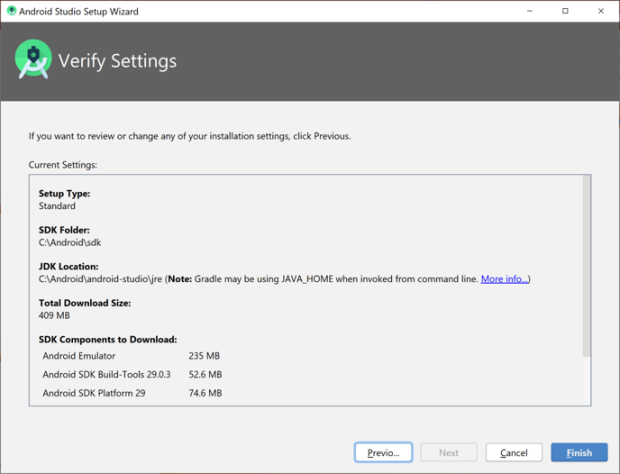 Android Studio Setup Wizard
Verify Settings
If you want to review or change any of your installation settings, click Previous.
Current Settings:
Setup Type:
Standard
SDK Folder:
C:\Android\sdk
JDK Location:
C:\Android\android-studio\jre (Note: Gradle may be using JAVA_HOME when invoked from command line. More info...)
Total Download Size:
409 MB
SDK Components to Download:
Android Emulator 235 MB
Android SDK Build-Tools 29.0.3 52.6 MB
Android SDK Platform 29 74.6 MB
Previo... Next Cancel Finish